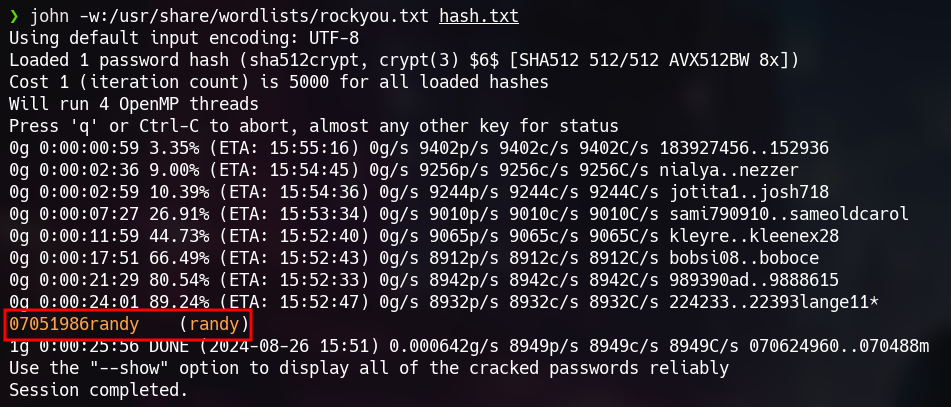 ❯ john -w:/usr/share/wordlists/rockyou.txt hash.txt
Using default input encoding: UTF-8
Loaded 1 password hash (sha512crypt, crypt(3) $6$ [SHA512 512/512 AVX512BW 8x])
Cost 1 (iteration count) is 5000 for all loaded hashes
Will run 4 OpenMP threads
Press 'q' or Ctrl-C to abort, almost any other key for status
0g 0:00:00:59 3.35% (ETA: 15:55:16) 0g/s 9402p/s 9402c/s 9402C/s 183927456..152936
0g 0:00:02:36 9.00% (ETA: 15:54:45) 0g/s 9256p/s 9256c/s 9256C/s nialya..nezzer
0g 0:00:02:59 10.39% (ETA: 15:54:36) 0g/s 9244p/s 9244c/s 9244C/s jotita1..josh718
0g 0:00:07:27 26.91% (ETA: 15:53:34) 0g/s 9010p/s 9010c/s 9010C/s sami790910..sameoldcarol
0g 0:00:11:59 44.73% (ETA: 15:52:40) 0g/s 9065p/s 9065c/s 9065C/s kleyre..kleenex28
0g 0:00:17:51 66.49% (ETA: 15:52:43) 0g/s 8912p/s 8912c/s 8912C/s bobsi08..boboce
0g 0:00:21:29 80.54% (ETA: 15:52:33) 0g/s 8942p/s 8942c/s 8942C/s 989390ad..9888615
0g 0:00:24:01 89.24% (ETA: 15:52:47) 0g/s 8932p/s 8932c/s 8932C/s 224233..22393lange11*
07051986randy    (randy)
1g 0:00:25:56 DONE (2024-08-26 15:51) 0.000642g/s 8949p/s 8949c/s 8949C/s 070624960..070488m
Use the "--show" option to display all of the cracked passwords reliably
Session completed.